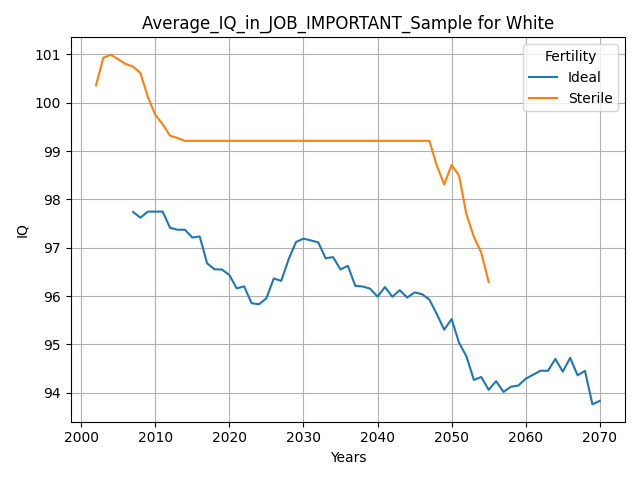 Average_IQ_in_JOB_IMPORTANT_Sample for White
Fertility
Ideal
Sterile
IQ
101
100
99
98
97
96
95
94
2000 2010 2020 2030 2040 2050 2060 2070
Years